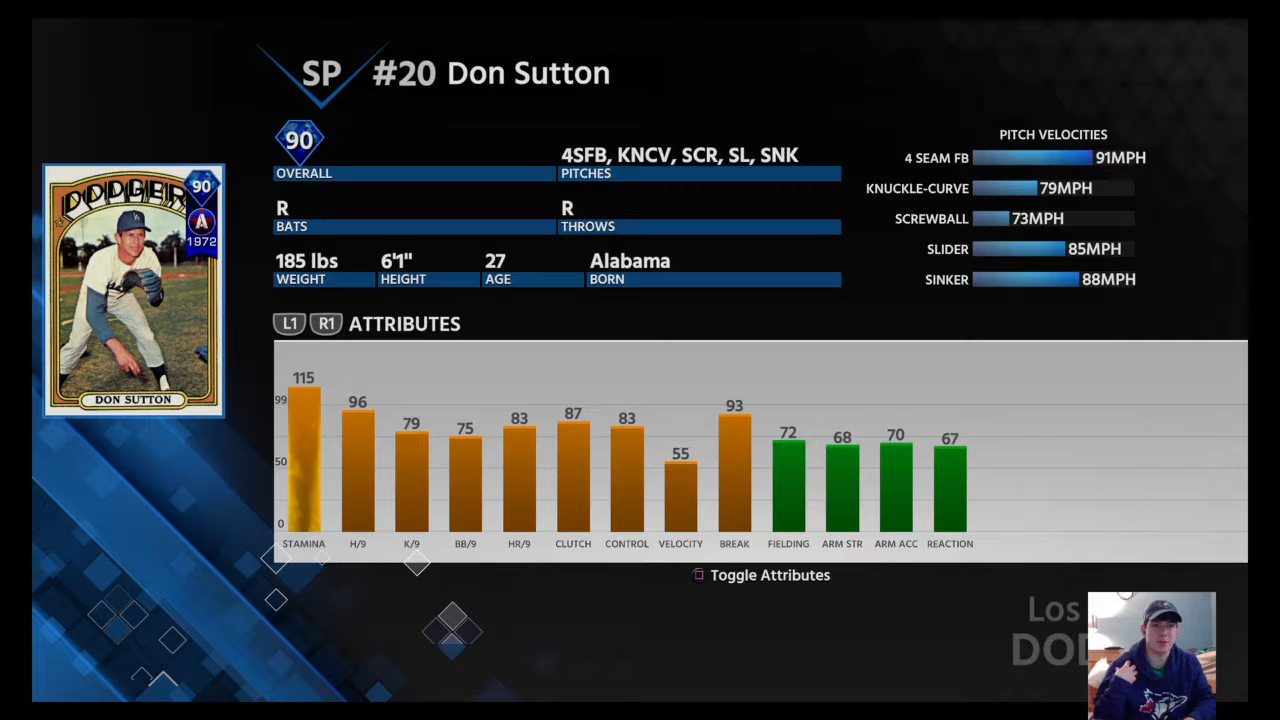 SP #20 Don Sutton
90
OVERALL
4SFB, KNCV, SCR, SL, SNK
PITCHES
R
BATS
R
THROWS
185 lbs
WEIGHT
6'1"
HEIGHT
27
AGE
Alabama
BORN
PITCH VELOCITIES
4 SEAM FB 91MPH
KNUCKLE-CURVE 79MPH
SCREWBALL 73MPH
SLIDER 85MPH
SINKER 88MPH
DODGERS
90
A
1972
DON SUTTON
L1 R1 ATTRIBUTES
99
50
0
115 96 79 75 83 87 83 55 93 72 68 70 67
STAMINA H/9 K/9 BB/9 HR/9 CLUTCH CONTROL VELOCITY BREAK FIELDING ARM STR ARM ACC REACTION
Toggle Attributes
Los
DOD